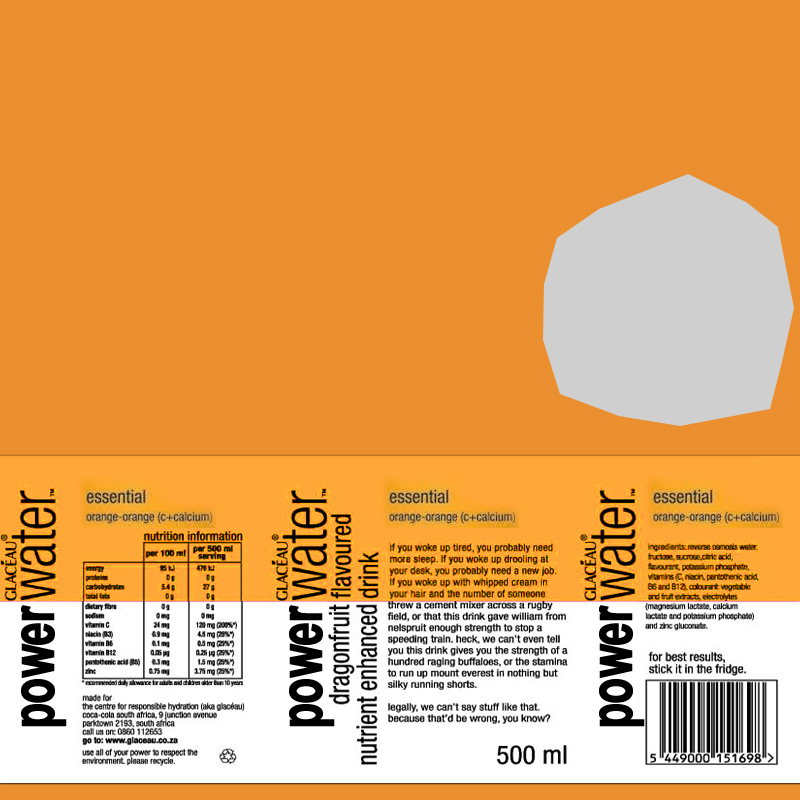 GLACÉAU®
powerwater™
essential
orange-orange (c+calcium)
nutrition information
per 100 ml per 500 ml serving
energy 95 kJ 476 kJ
proteins 0 g 0 g
carbohydrates 5.4 g 27 g
total fats 0 g 0 g
dietary fibre 0 g 0 g
sodium 0 mg 0 mg
vitamin C 24 mg 120 mg (200%*)
niacin (B3) 0.9 mg 4.5 mg (25%*)
vitamin B6 0.1 mg 0.5 mg (25%*)
vitamin B12 0.05 µg 0.25 µg (25%*)
pantothenic acid (B5) 0.3 mg 1.5 mg (25%*)
zinc 0.75 mg 3.75 mg (25%*)
* recommended daily allowance for adults and children older than 10 years
made for
the centre for responsible hydration (aka glacéau)
coca-cola south africa, 9 junction avenue
parktown 2193, south africa
call us on: 0860 112653
go to: www.glaceau.co.za
use all of your power to respect the
environment. please recycle.
GLACÉAU®
powerwater™
dragonfruit flavoured
nutrient enhanced drink
essential
orange-orange (c+calcium)
if you woke up tired, you probably need
more sleep. if you woke up drooling at
your desk, you probably need a new job.
if you woke up with whipped cream in
your hair and the number of someone
threw a cement mixer across a rugby
field, or that this drink gave william from
nelspruit enough strength to stop a
speeding train. heck, we can't even tell
you this drink gives you the strength of a
hundred raging buffaloes, or the stamina
to run up mount everest in nothing but
silky running shorts.
legally, we can't say stuff like that.
because that'd be wrong, you know?
500 ml
GLACÉAU®
powerwater™
essential
orange-orange (c+calcium)
ingredients: reverse osmosis water,
fructose, sucrose,citric acid,
flavourant, potassium phosphate,
vitamins (C, niacin, pantothenic acid,
B6 and B12), colourant: vegetable
and fruit extracts, electrolytes
(magnesium lactate, calcium
lactate and potassium phosphate)
and zinc gluconate.
for best results,
stick it in the fridge.
5 449000 151698 >